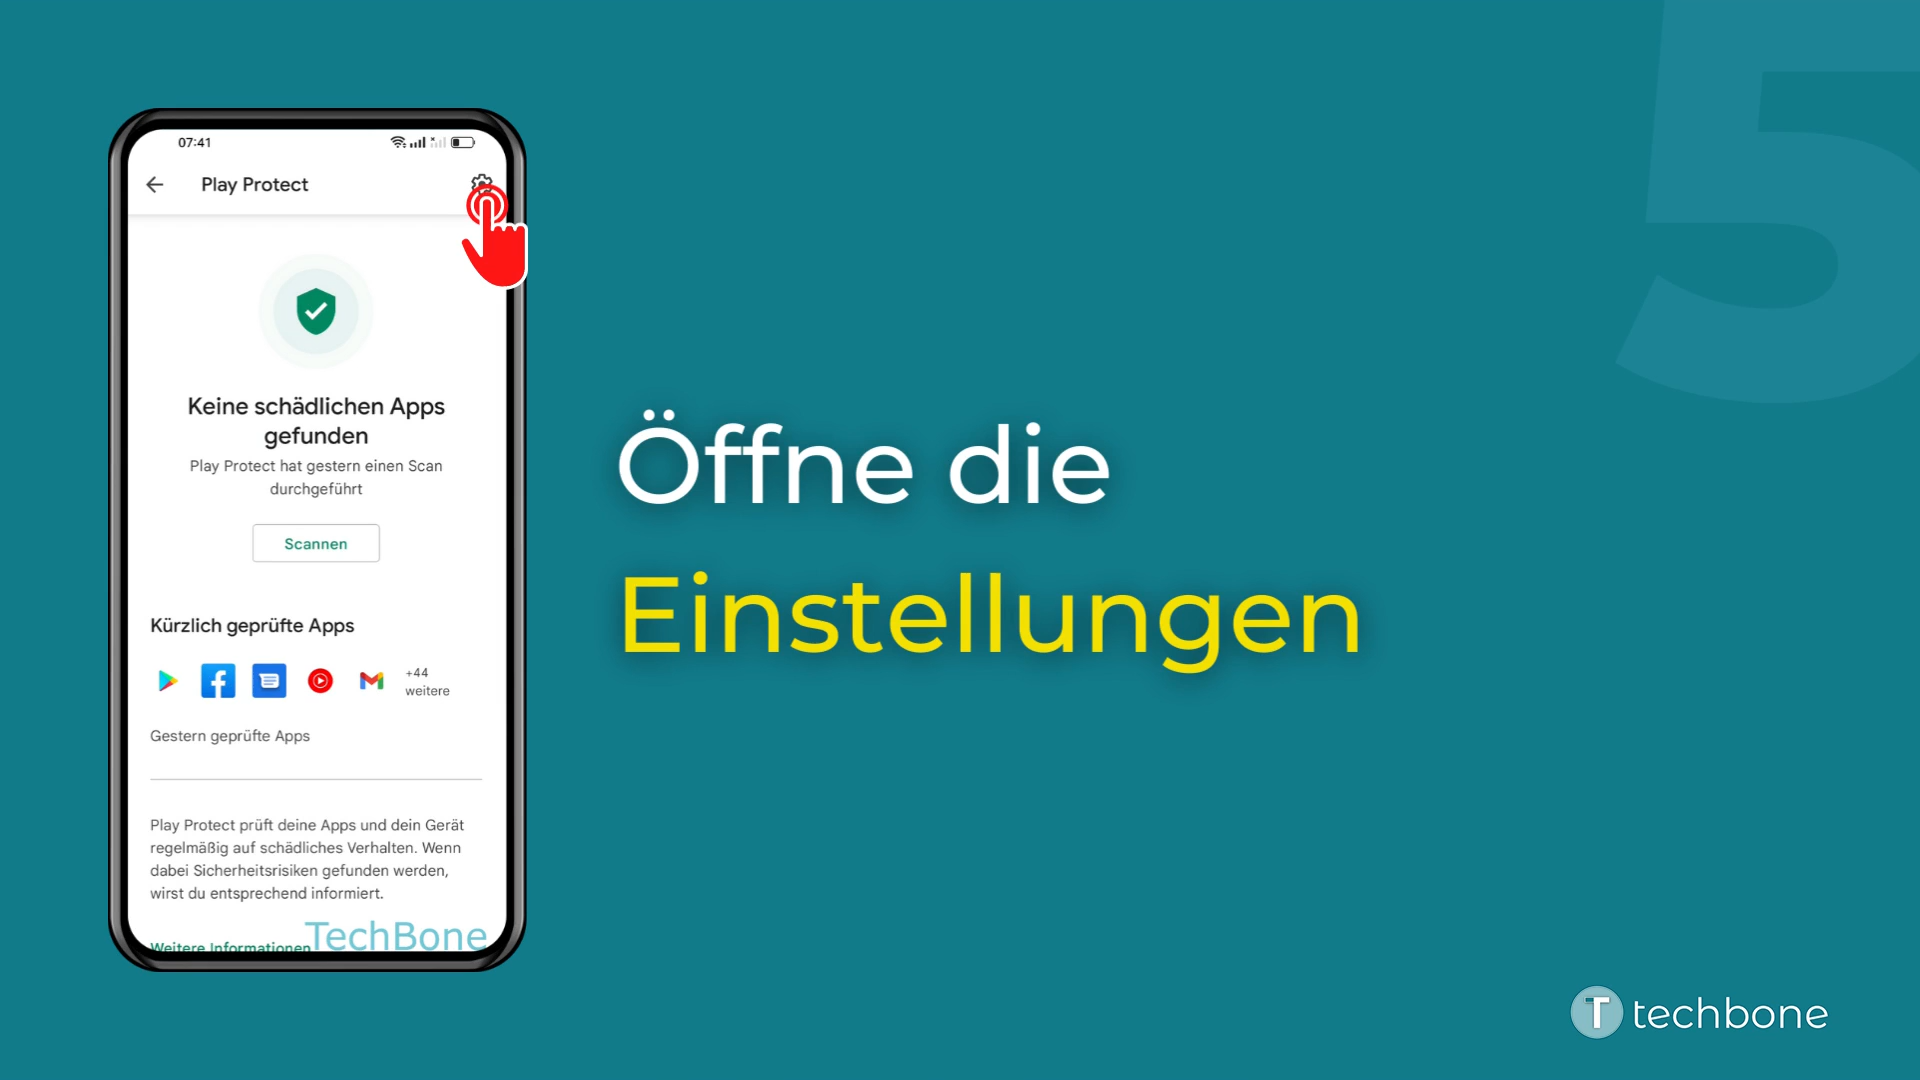 5
07:41
Play Protect
Keine schädlichen Apps
gefunden
Play Protect hat gestern einen Scan
durchgeführt
Scannen
Kürzlich geprüfte Apps
+44
weitere
Gestern geprüfte Apps
Play Protect prüft deine Apps und dein Gerät
regelmäßig auf schädliches Verhalten. Wenn
dabei Sicherheitsrisiken gefunden werden,
wirst du entsprechend informiert.
Weitere Informationen
TechBone
Öffne die
Einstellungen
T techbone